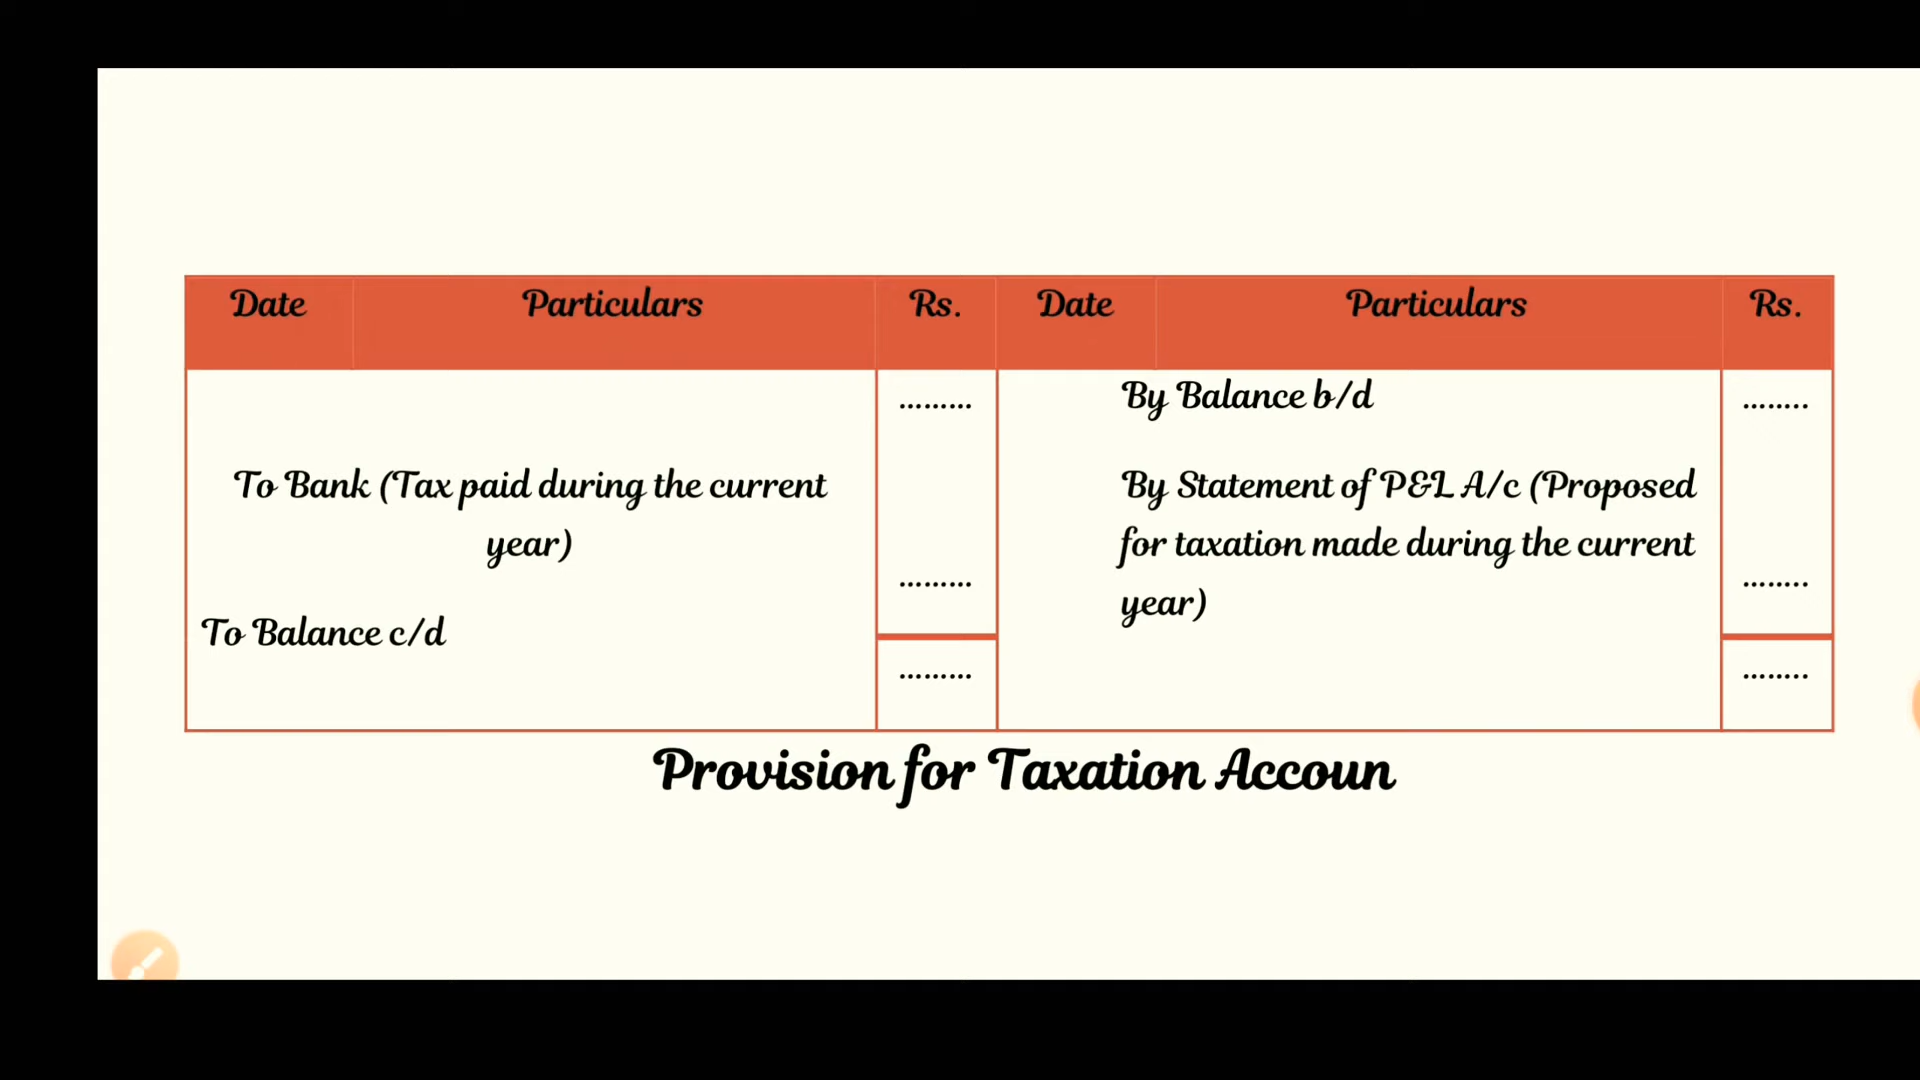 Date Particulars Rs. Date Particulars Rs.
......... By Balance b/d ........
To Bank (Tax paid during the current By Statement of P&L A/c (Proposed
year) for taxation made during the current
......... ........
year)
To Balance c/d
......... ........
Provision for Taxation Accoun